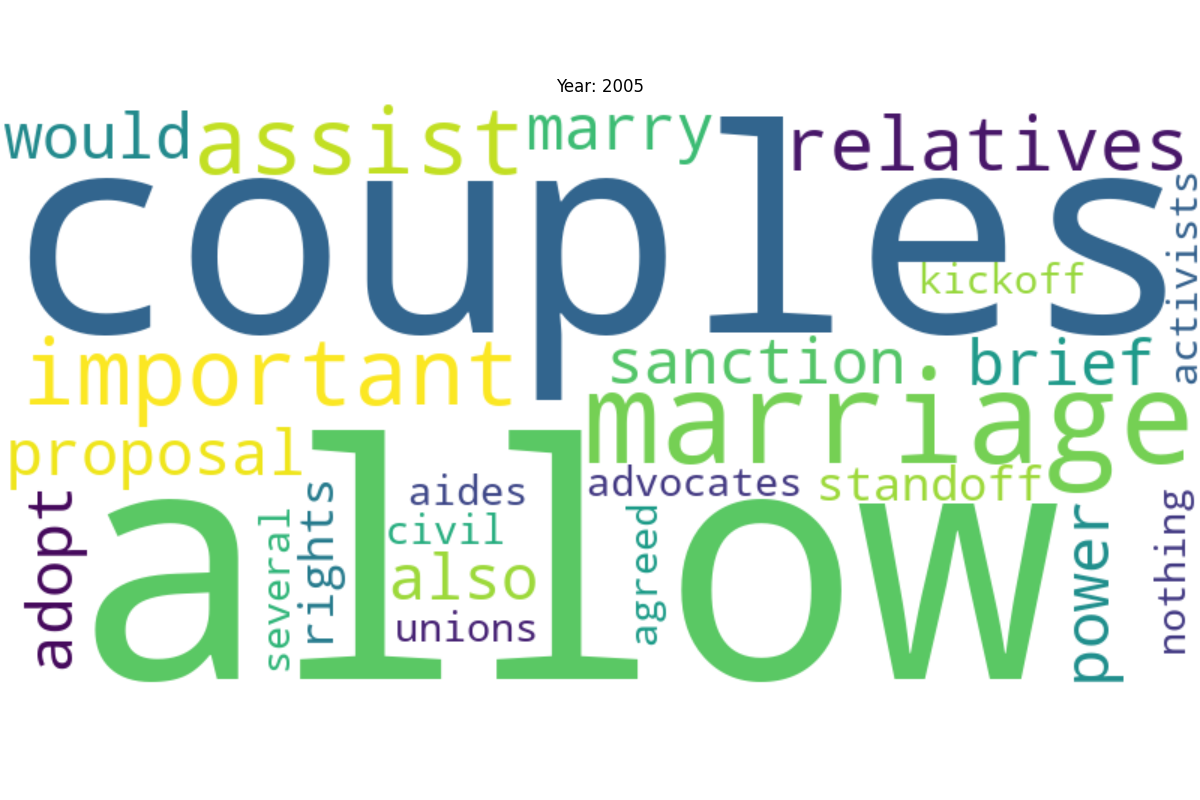 Year: 2005
would assist marry relatives
couples
activists
kickoff
important sanction. brief
marriage
proposal
aides advocates standoff
allow
adopt several rights civil agreed power nothing
also
unions